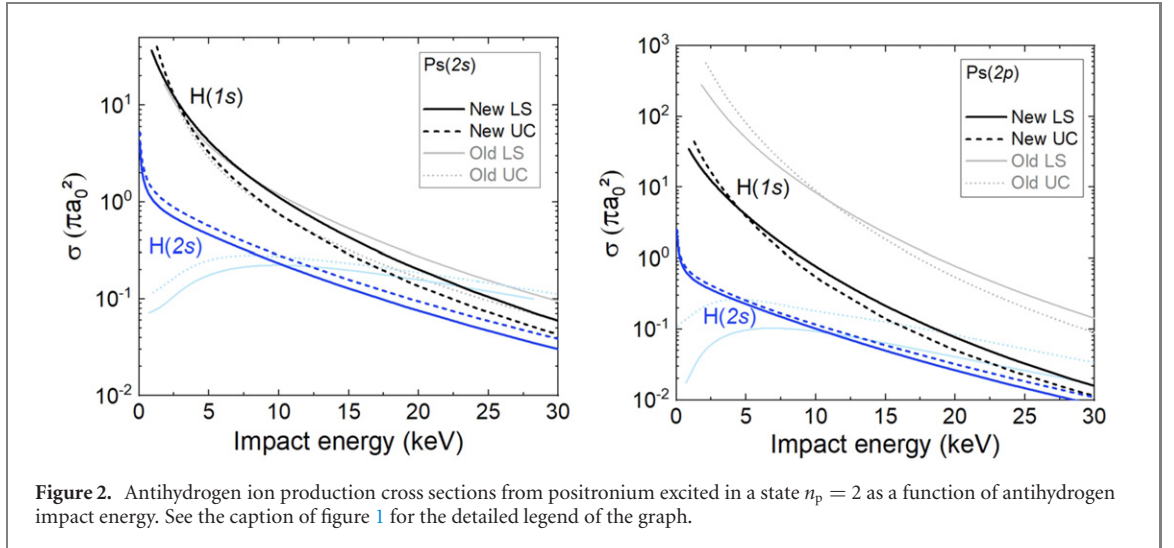 Ps(2s)
New LS
New UC
Old LS
Old UC
H(1s)
H(2s)
σ (πa₀²)
10¹
10⁰
10⁻¹
10⁻²
0 5 10 15 20 25 30
Impact energy (keV)
Ps(2p)
New LS
New UC
Old LS
Old UC
H(1s)
H(2s)
σ (πa₀²)
10³
10²
10¹
10⁰
10⁻¹
10⁻²
0 5 10 15 20 25 30
Impact energy (keV)
Figure 2. Antihydrogen ion production cross sections from positronium excited in a state nₚ = 2 as a function of antihydrogen
impact energy. See the caption of figure 1 for the detailed legend of the graph.